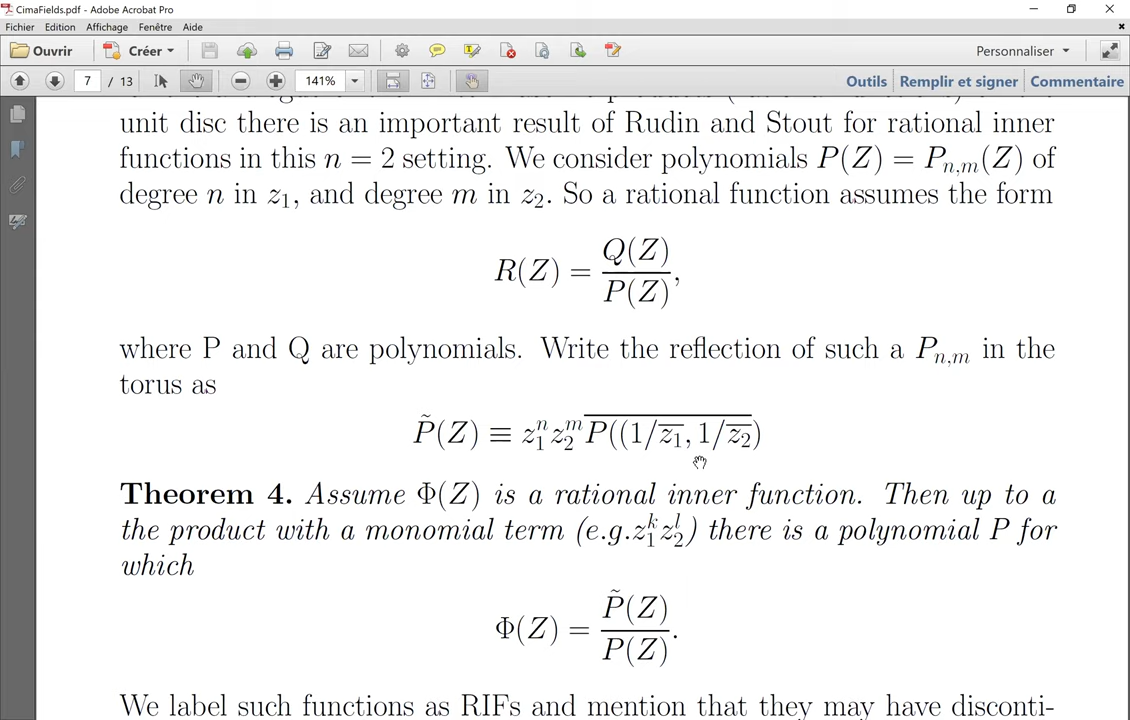 CimaFields.pdf - Adobe Acrobat Pro
Fichier Edition Affichage Fenêtre Aide
Ouvrir Créer Personnaliser
7 / 13 141% Outils Remplir et signer Commentaire
unit disc there is an important result of Rudin and Stout for rational inner
functions in this n = 2 setting. We consider polynomials P(Z) = P_{n,m}(Z) of
degree n in z_1, and degree m in z_2. So a rational function assumes the form
R(Z) = \frac{Q(Z)}{P(Z)},
where P and Q are polynomials. Write the reflection of such a P_{n,m} in the
torus as
\tilde{P}(Z) ≡ z_1^n z_2^m \overline{P((1/\overline{z_1}, 1/\overline{z_2}})
Theorem 4. Assume Φ(Z) is a rational inner function. Then up to a
the product with a monomial term (e.g.z_1^k z_2^l) there is a polynomial P for
which
Φ(Z) = \frac{\tilde{P}(Z)}{P(Z)}.
We label such functions as RIFs and mention that they may have disconti-